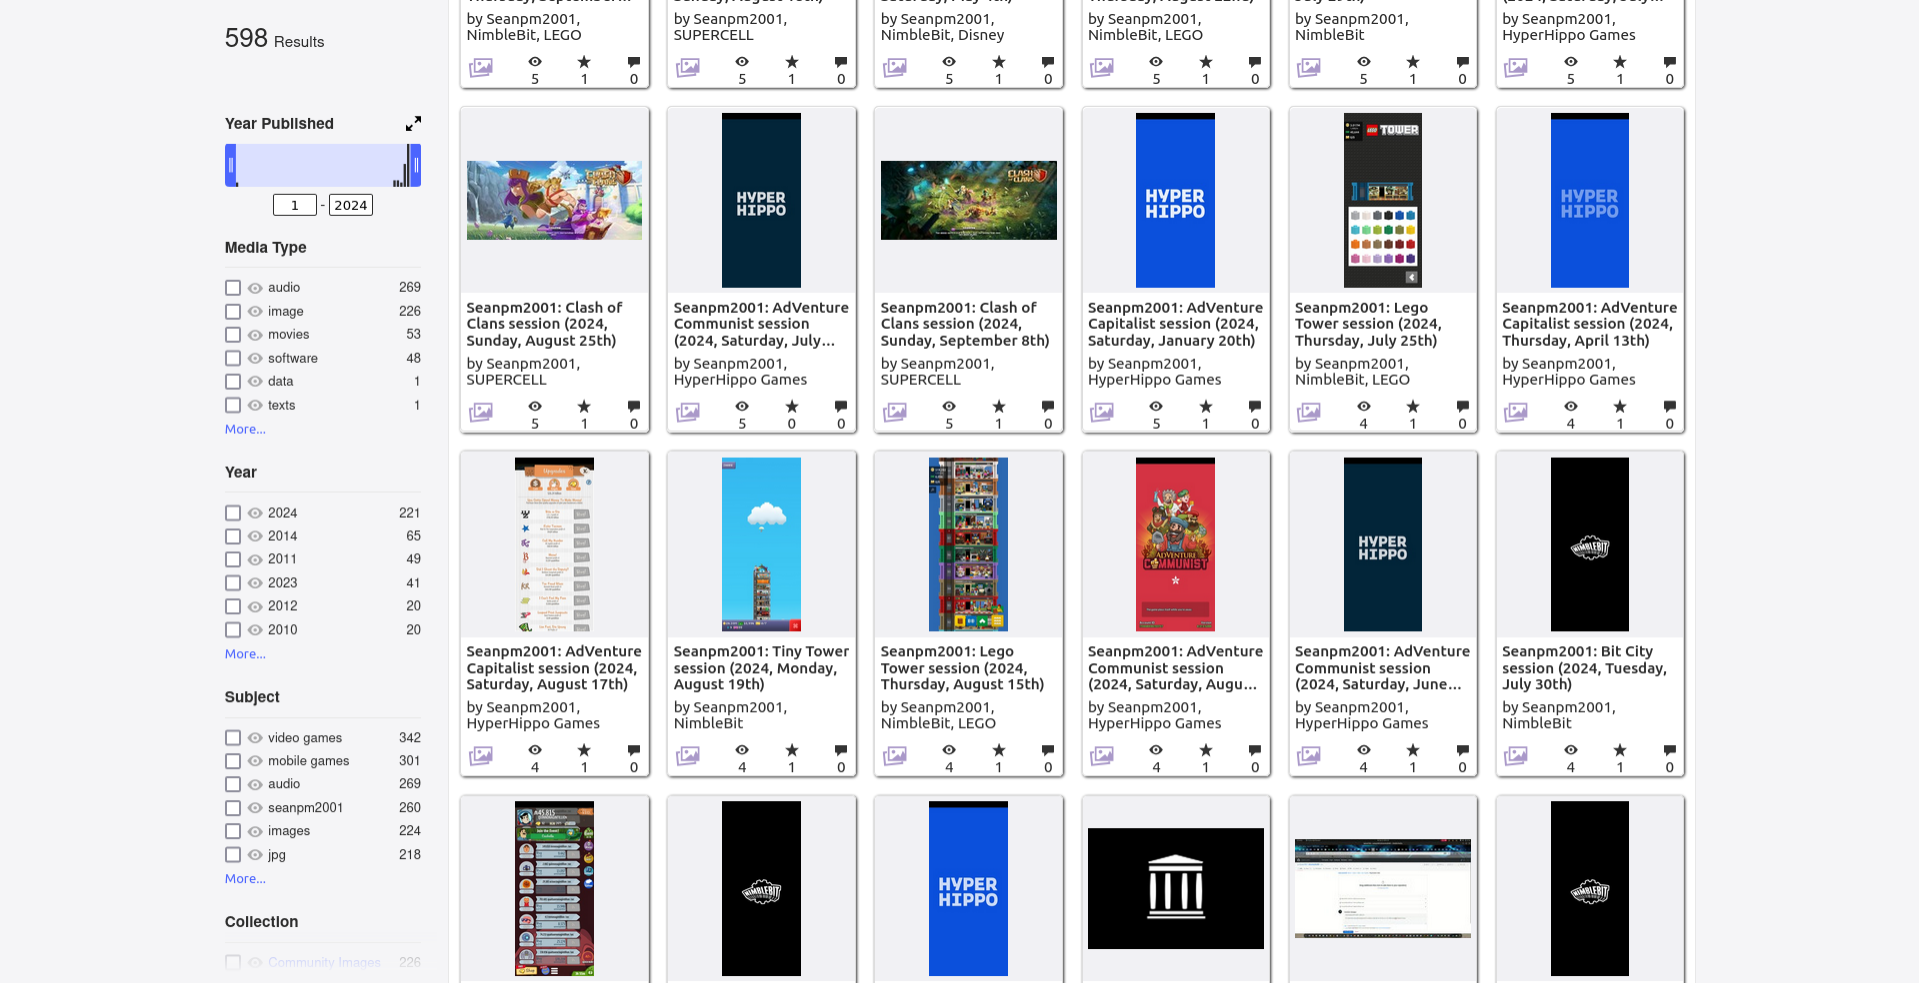 598 Results
Year Published
1 - 2024
Media Type
audio 269
image 226
movies 53
software 48
data 1
texts 1
More...
Year
2024 221
2014 65
2011 49
2023 41
2012 20
2010 20
More...
Subject
video games 342
mobile games 301
audio 269
seanpm2001 260
images 224
jpg 218
More...
Collection
Community Images 226
by Seanpm2001,
NimbleBit, LEGO
5 1 0
by Seanpm2001,
SUPERCELL
5 1 0
by Seanpm2001,
NimbleBit, Disney
5 1 0
by Seanpm2001,
NimbleBit, LEGO
5 1 0
by Seanpm2001,
NimbleBit
5 1 0
by Seanpm2001,
HyperHippo Games
5 1 0
CLASH
Seanpm2001: Clash of
Clans session (2024,
Sunday, August 25th)
by Seanpm2001,
SUPERCELL
5 1 0
HYPER
HIPPO
Seanpm2001: AdVenture
Communist session
(2024, Saturday, July...
by Seanpm2001,
HyperHippo Games
5 0 0
CLASH
Seanpm2001: Clash of
Clans session (2024,
Sunday, September 8th)
by Seanpm2001,
SUPERCELL
5 1 0
HYPER
HIPPO
Seanpm2001: AdVenture
Capitalist session (2024,
Saturday, January 20th)
by Seanpm2001,
HyperHippo Games
5 1 0
LEGO TOWER
Seanpm2001: Lego
Tower session (2024,
Thursday, July 25th)
by Seanpm2001,
NimbleBit, LEGO
4 1 0
HYPER
HIPPO
Seanpm2001: AdVenture
Capitalist session (2024,
Thursday, April 13th)
by Seanpm2001,
HyperHippo Games
4 1 0
Upgrades
Seanpm2001: AdVenture
Capitalist session (2024,
Saturday, August 17th)
by Seanpm2001,
HyperHippo Games
4 1 0
Seanpm2001: Tiny Tower
session (2024, Monday,
August 19th)
by Seanpm2001,
NimbleBit
4 1 0
Seanpm2001: Lego
Tower session (2024,
Thursday, August 15th)
by Seanpm2001,
NimbleBit, LEGO
4 1 0
ADVENTURE
COMMUNIST
Seanpm2001: AdVenture
Communist session
(2024, Saturday, Augu...
by Seanpm2001,
HyperHippo Games
4 1 0
HYPER
HIPPO
Seanpm2001: AdVenture
Communist session
(2024, Saturday, June...
by Seanpm2001,
HyperHippo Games
4 1 0
NIMBLEBIT
Seanpm2001: Bit City
session (2024, Tuesday,
July 30th)
by Seanpm2001,
NimbleBit
4 1 0
NIMBLEBIT
HYPER
HIPPO
NIMBLEBIT